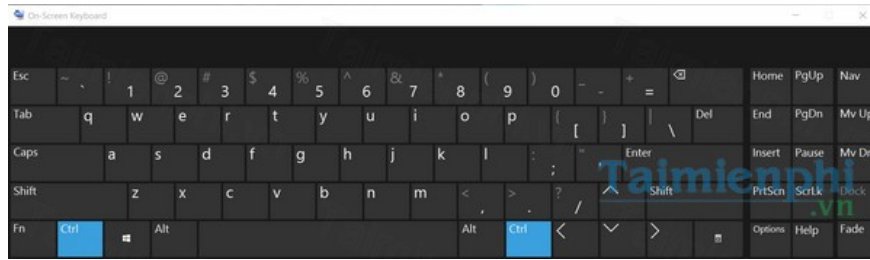 On-Screen Keyboard
Esc ~ ` ! 1 @ 2 # 3 $ 4 % 5 ^ 6 & 7 * 8 ( 9 ) 0 _ - + = Home PgUp Nav
Tab q w e r t y u i o p { [ } ] | \ Del End PgDn Mv Up
Caps a s d f g h j k l : ; " ' Enter Insert Pause Mv Dn
Shift z x c v b n m < , > . ? / Shift PrtScn ScrLk Dock
Fn Ctrl Alt Alt Ctrl Options Help Fade
Taimienphi
.vn